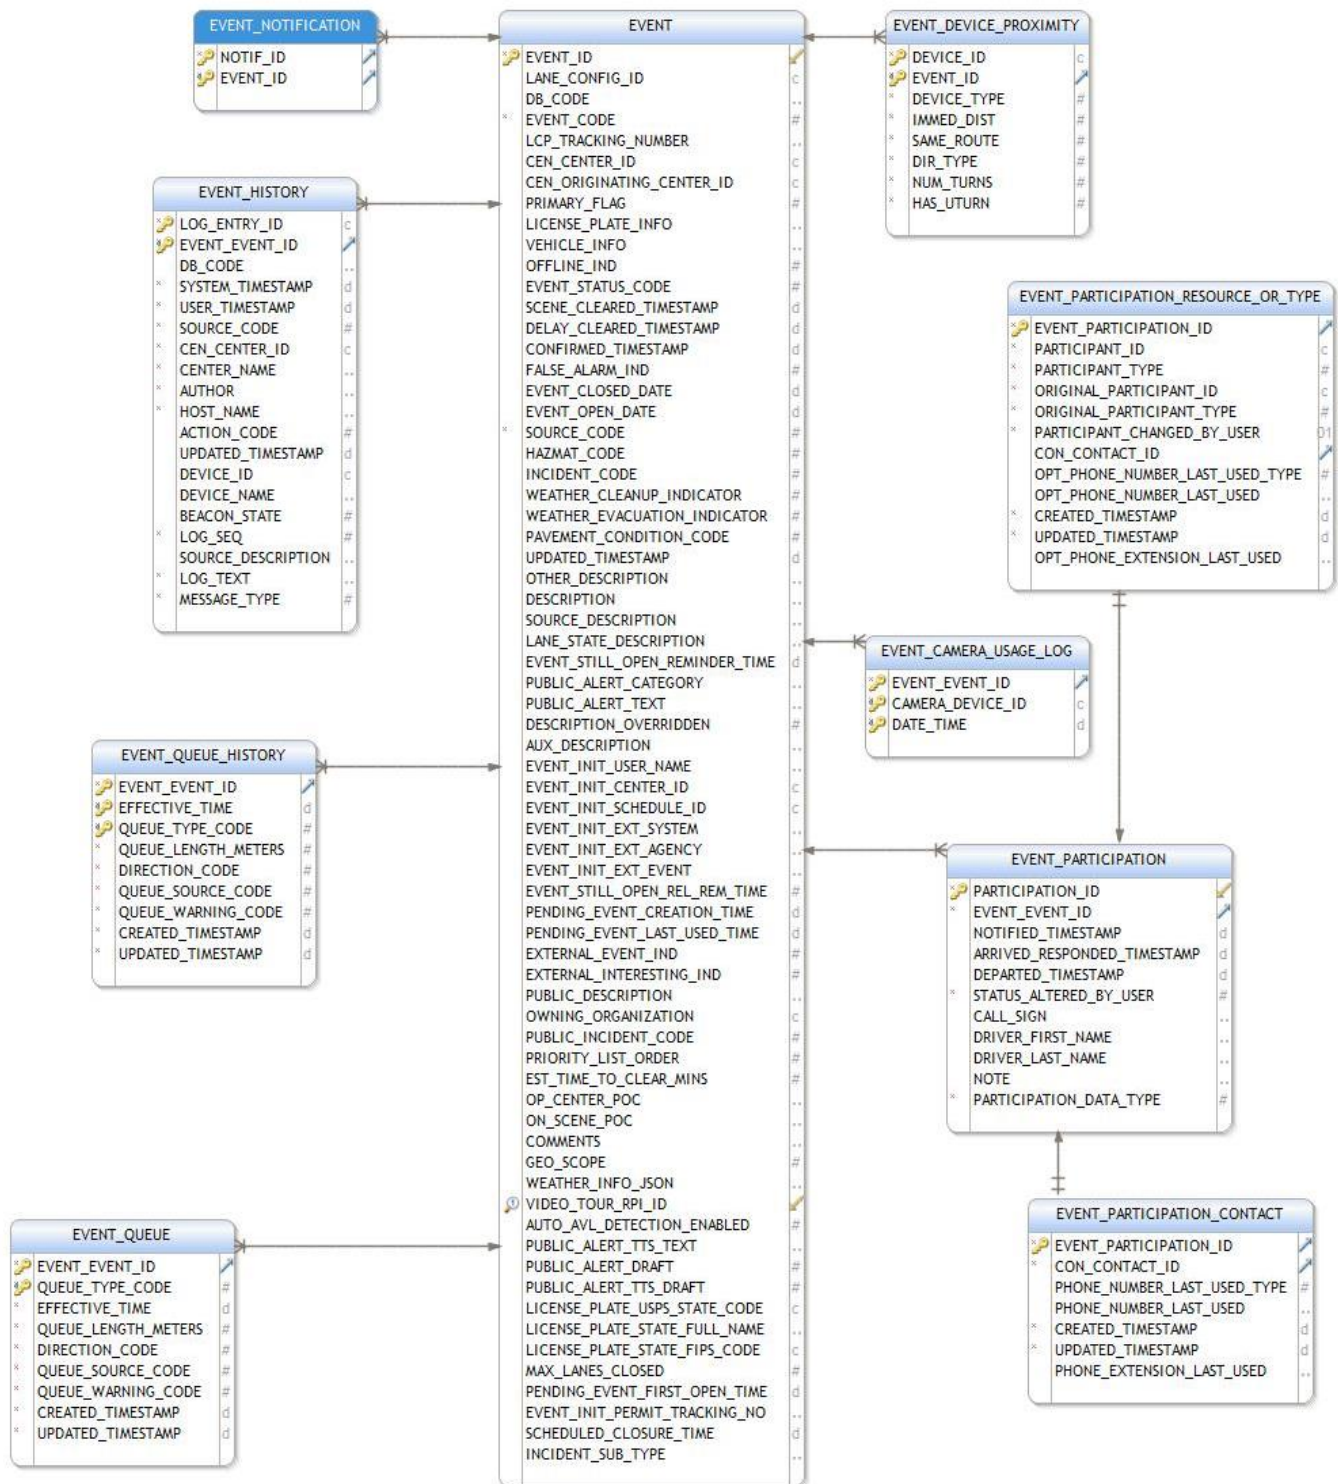 EVENT_NOTIFICATION
NOTIF_ID
EVENT_ID
EVENT_HISTORY
LOG_ENTRY_ID c
EVENT_EVENT_ID
DB_CODE ..
* SYSTEM_TIMESTAMP d
* USER_TIMESTAMP d
* SOURCE_CODE #
* CEN_CENTER_ID c
* CENTER_NAME ..
* AUTHOR ..
* HOST_NAME ..
ACTION_CODE #
UPDATED_TIMESTAMP d
DEVICE_ID c
DEVICE_NAME ..
BEACON_STATE #
* LOG_SEQ #
SOURCE_DESCRIPTION ..
* LOG_TEXT ..
* MESSAGE_TYPE #
EVENT_QUEUE_HISTORY
EVENT_EVENT_ID
EFFECTIVE_TIME d
QUEUE_TYPE_CODE #
* QUEUE_LENGTH_METERS #
* DIRECTION_CODE #
* QUEUE_SOURCE_CODE #
* QUEUE_WARNING_CODE #
* CREATED_TIMESTAMP d
* UPDATED_TIMESTAMP d
EVENT_QUEUE
EVENT_EVENT_ID
QUEUE_TYPE_CODE #
* EFFECTIVE_TIME d
* QUEUE_LENGTH_METERS #
* DIRECTION_CODE #
* QUEUE_SOURCE_CODE #
* QUEUE_WARNING_CODE #
* CREATED_TIMESTAMP d
* UPDATED_TIMESTAMP d
EVENT
EVENT_ID
LANE_CONFIG_ID c
DB_CODE ..
* EVENT_CODE #
LCP_TRACKING_NUMBER ..
CEN_CENTER_ID c
CEN_ORIGINATING_CENTER_ID c
PRIMARY_FLAG #
LICENSE_PLATE_INFO ..
VEHICLE_INFO ..
OFFLINE_IND #
EVENT_STATUS_CODE #
SCENE_CLEARED_TIMESTAMP d
DELAY_CLEARED_TIMESTAMP d
CONFIRMED_TIMESTAMP d
FALSE_ALARM_IND #
EVENT_CLOSED_DATE d
EVENT_OPEN_DATE d
* SOURCE_CODE #
HAZMAT_CODE #
INCIDENT_CODE #
WEATHER_CLEANUP_INDICATOR #
WEATHER_EVACUATION_INDICATOR #
PAVEMENT_CONDITION_CODE #
UPDATED_TIMESTAMP d
OTHER_DESCRIPTION ..
DESCRIPTION ..
SOURCE_DESCRIPTION ..
LANE_STATE_DESCRIPTION ..
EVENT_STILL_OPEN_REMINDER_TIME d
PUBLIC_ALERT_CATEGORY ..
PUBLIC_ALERT_TEXT ..
DESCRIPTION_OVERRIDDEN #
AUX_DESCRIPTION ..
EVENT_INIT_USER_NAME ..
EVENT_INIT_CENTER_ID c
EVENT_INIT_SCHEDULE_ID c
EVENT_INIT_EXT_SYSTEM ..
EVENT_INIT_EXT_AGENCY ..
EVENT_INIT_EXT_EVENT ..
EVENT_STILL_OPEN_REL_REM_TIME #
PENDING_EVENT_CREATION_TIME d
PENDING_EVENT_LAST_USED_TIME d
EXTERNAL_EVENT_IND #
EXTERNAL_INTERESTING_IND #
PUBLIC_DESCRIPTION ..
OWNING_ORGANIZATION c
PUBLIC_INCIDENT_CODE #
PRIORITY_LIST_ORDER #
EST_TIME_TO_CLEAR_MINS #
OP_CENTER_POC ..
ON_SCENE_POC ..
COMMENTS ..
GEO_SCOPE #
WEATHER_INFO_JSON ..
VIDEO_TOUR_RPI_ID
AUTO_AVL_DETECTION_ENABLED #
PUBLIC_ALERT_TTS_TEXT ..
PUBLIC_ALERT_DRAFT #
PUBLIC_ALERT_TTS_DRAFT #
LICENSE_PLATE_USPS_STATE_CODE c
LICENSE_PLATE_STATE_FULL_NAME ..
LICENSE_PLATE_STATE_FIPS_CODE c
MAX_LANES_CLOSED #
PENDING_EVENT_FIRST_OPEN_TIME d
EVENT_INIT_PERMIT_TRACKING_NO ..
SCHEDULED_CLOSURE_TIME d
INCIDENT_SUB_TYPE ..
EVENT_DEVICE_PROXIMITY
DEVICE_ID c
EVENT_ID
* DEVICE_TYPE #
* IMMED_DIST #
* SAME_ROUTE #
* DIR_TYPE #
* NUM_TURNS #
* HAS_UTURN #
EVENT_PARTICIPATION_RESOURCE_OR_TYPE
EVENT_PARTICIPATION_ID
* PARTICIPANT_ID c
* PARTICIPANT_TYPE #
* ORIGINAL_PARTICIPANT_ID c
* ORIGINAL_PARTICIPANT_TYPE #
* PARTICIPANT_CHANGED_BY_USER 01
CON_CONTACT_ID
OPT_PHONE_NUMBER_LAST_USED_TYPE #
OPT_PHONE_NUMBER_LAST_USED ..
* CREATED_TIMESTAMP d
* UPDATED_TIMESTAMP d
OPT_PHONE_EXTENSION_LAST_USED ..
EVENT_CAMERA_USAGE_LOG
EVENT_EVENT_ID
CAMERA_DEVICE_ID c
DATE_TIME d
EVENT_PARTICIPATION
PARTICIPATION_ID
* EVENT_EVENT_ID
NOTIFIED_TIMESTAMP d
ARRIVED_RESPONDED_TIMESTAMP d
DEPARTED_TIMESTAMP d
* STATUS_ALTERED_BY_USER #
CALL_SIGN ..
DRIVER_FIRST_NAME ..
DRIVER_LAST_NAME ..
NOTE ..
* PARTICIPATION_DATA_TYPE #
EVENT_PARTICIPATION_CONTACT
EVENT_PARTICIPATION_ID
* CON_CONTACT_ID
PHONE_NUMBER_LAST_USED_TYPE #
PHONE_NUMBER_LAST_USED ..
* CREATED_TIMESTAMP d
* UPDATED_TIMESTAMP d
PHONE_EXTENSION_LAST_USED ..